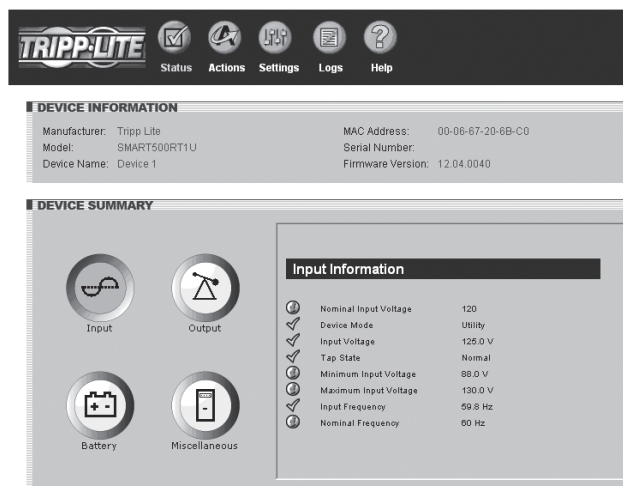 TRIPP·LITE
Status Actions Settings Logs Help
DEVICE INFORMATION
Manufacturer: Tripp Lite MAC Address: 00-06-67-20-6B-C0
Model: SMART500RT1U Serial Number:
Device Name: Device 1 Firmware Version: 12.04.0040
DEVICE SUMMARY
Input Information
Nominal Input Voltage 120
Device Mode Utility
Input Voltage 125.0 V
Tap State Normal
Minimum Input Voltage 88.0 V
Maximum Input Voltage 130.0 V
Input Frequency 59.8 Hz
Nominal Frequency 60 Hz
Input Output
Battery Miscellaneous